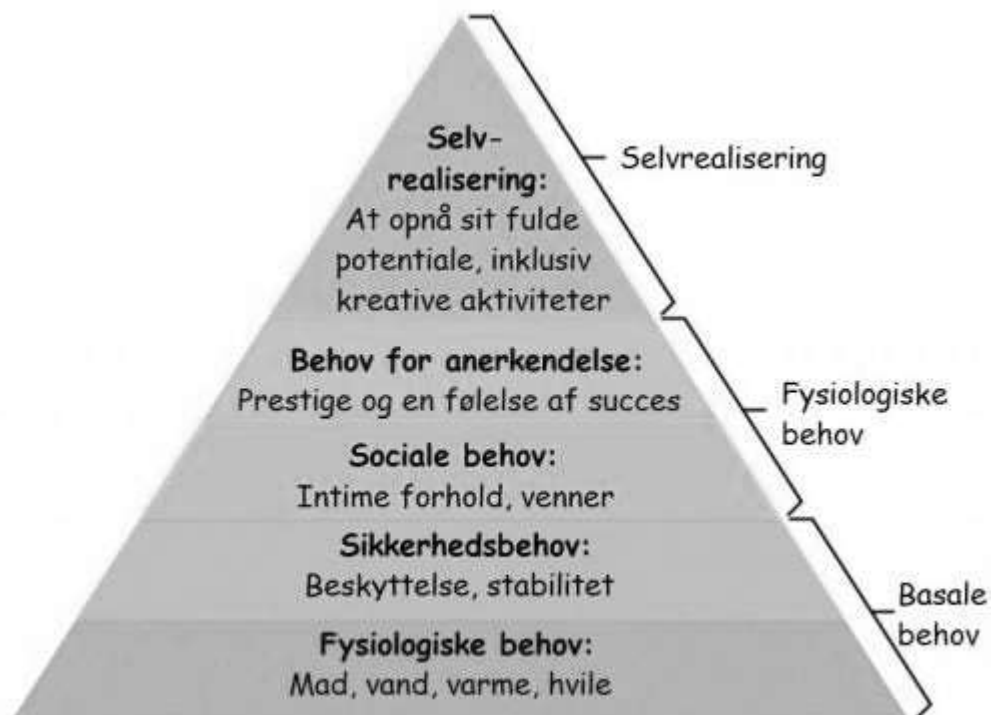 Selv-
realisering:
At opnå sit fulde
potentiale, inklusiv
kreative aktiviteter
Selvrealisering
Behov for anerkendelse:
Prestige og en følelse af succes
Fysiologiske
behov
Sociale behov:
Intime forhold, venner
Sikkerhedsbehov:
Beskyttelse, stabilitet
Basale
behov
Fysiologiske behov:
Mad, vand, varme, hvile